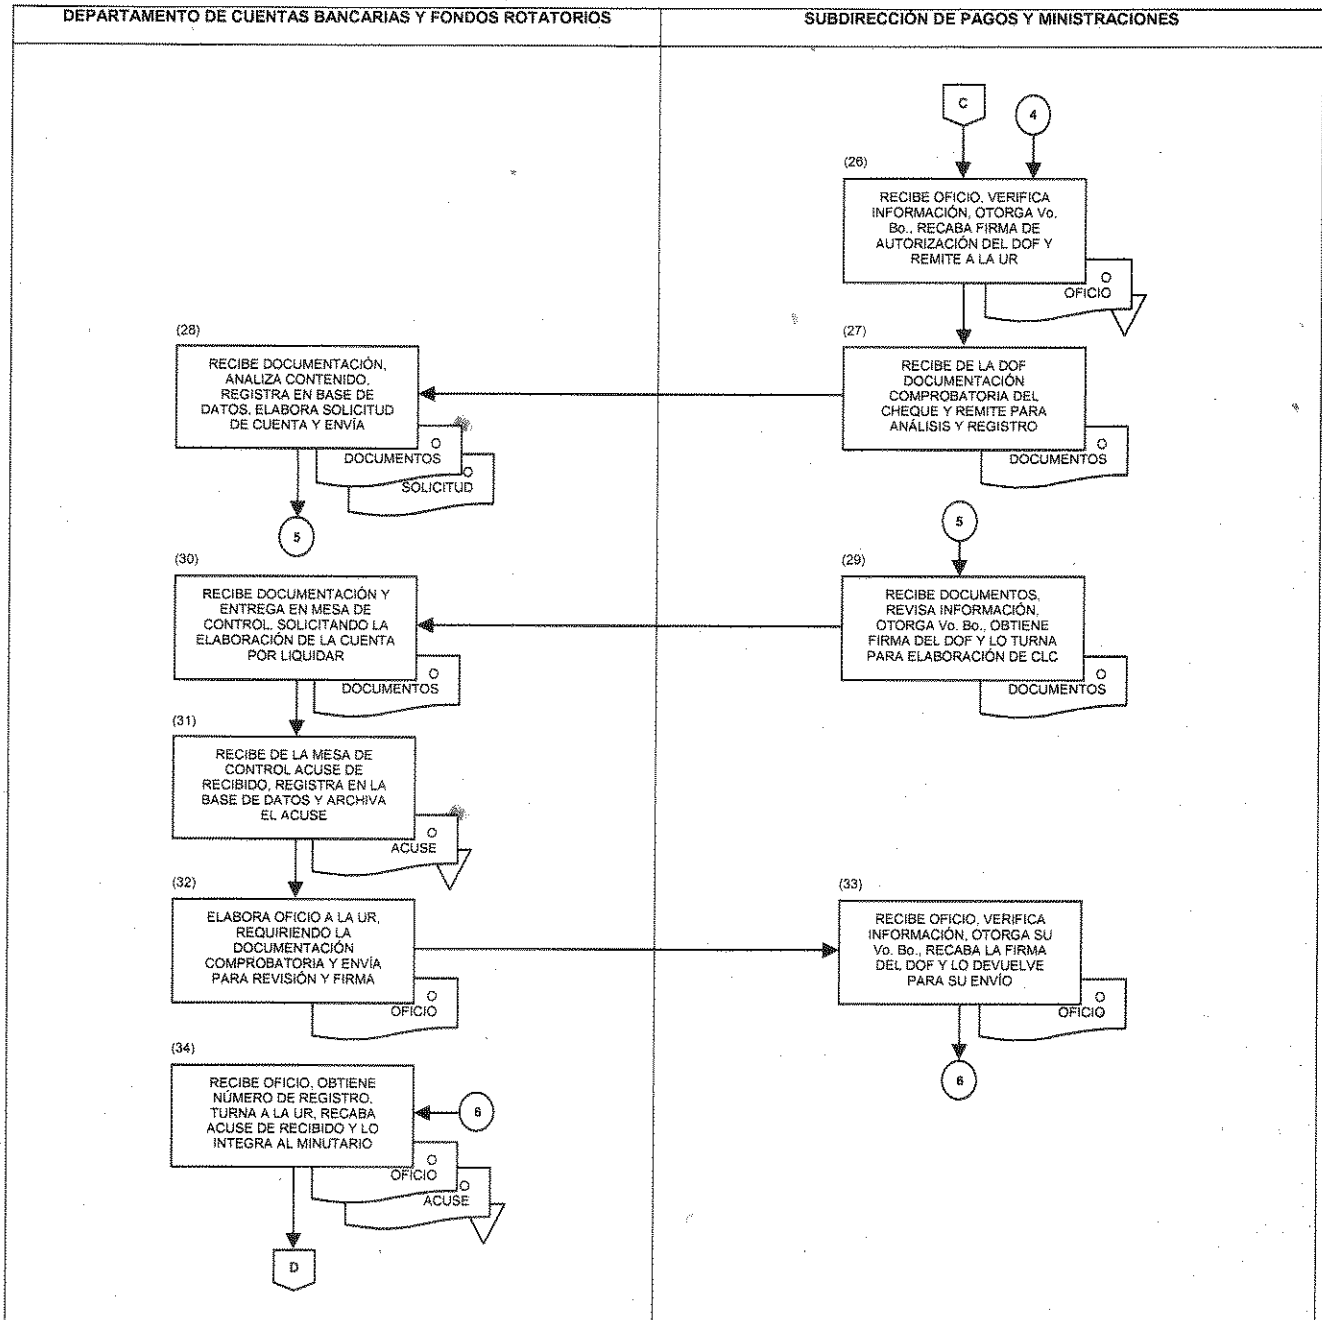 DEPARTAMENTO DE CUENTAS BANCARIAS Y FONDOS ROTATORIOS
SUBDIRECCIÓN DE PAGOS Y MINISTRACIONES
C
4
(26)
RECIBE OFICIO, VERIFICA
INFORMACIÓN, OTORGA Vo.
Bo., RECABA FIRMA DE
AUTORIZACIÓN DEL DOF Y
REMITE A LA UR
O
OFICIO
(27)
RECIBE DE LA DOF
DOCUMENTACIÓN
COMPROBATORIA DEL
CHEQUE Y REMITE PARA
ANÁLISIS Y REGISTRO
O
DOCUMENTOS
(28)
RECIBE DOCUMENTACIÓN,
ANALIZA CONTENIDO,
REGISTRA EN BASE DE
DATOS, ELABORA SOLICITUD
DE CUENTA Y ENVÍA
O
DOCUMENTOS
O
SOLICITUD
5
5
(29)
RECIBE DOCUMENTOS,
REVISA INFORMACIÓN,
OTORGA Vo. Bo., OBTIENE
FIRMA DEL DOF Y LO TURNA
PARA ELABORACIÓN DE CLC
O
DOCUMENTOS
(30)
RECIBE DOCUMENTACIÓN Y
ENTREGA EN MESA DE
CONTROL, SOLICITANDO LA
ELABORACIÓN DE LA CUENTA
POR LIQUIDAR
O
DOCUMENTOS
(31)
RECIBE DE LA MESA DE
CONTROL ACUSE DE
RECIBIDO, REGISTRA EN LA
BASE DE DATOS Y ARCHIVA
EL ACUSE
O
ACUSE
(32)
ELABORA OFICIO A LA UR,
REQUIRIENDO LA
DOCUMENTACIÓN
COMPROBATORIA Y ENVÍA
PARA REVISIÓN Y FIRMA
O
OFICIO
(33)
RECIBE OFICIO, VERIFICA
INFORMACIÓN, OTORGA SU
Vo. Bo., RECABA LA FIRMA
DEL DOF Y LO DEVUELVE
PARA SU ENVÍO
O
OFICIO
6
(34)
RECIBE OFICIO, OBTIENE
NÚMERO DE REGISTRO,
TURNA A LA UR, RECABA
ACUSE DE RECIBIDO Y LO
INTEGRA AL MINUTARIO
6
O
OFICIO
O
ACUSE
D